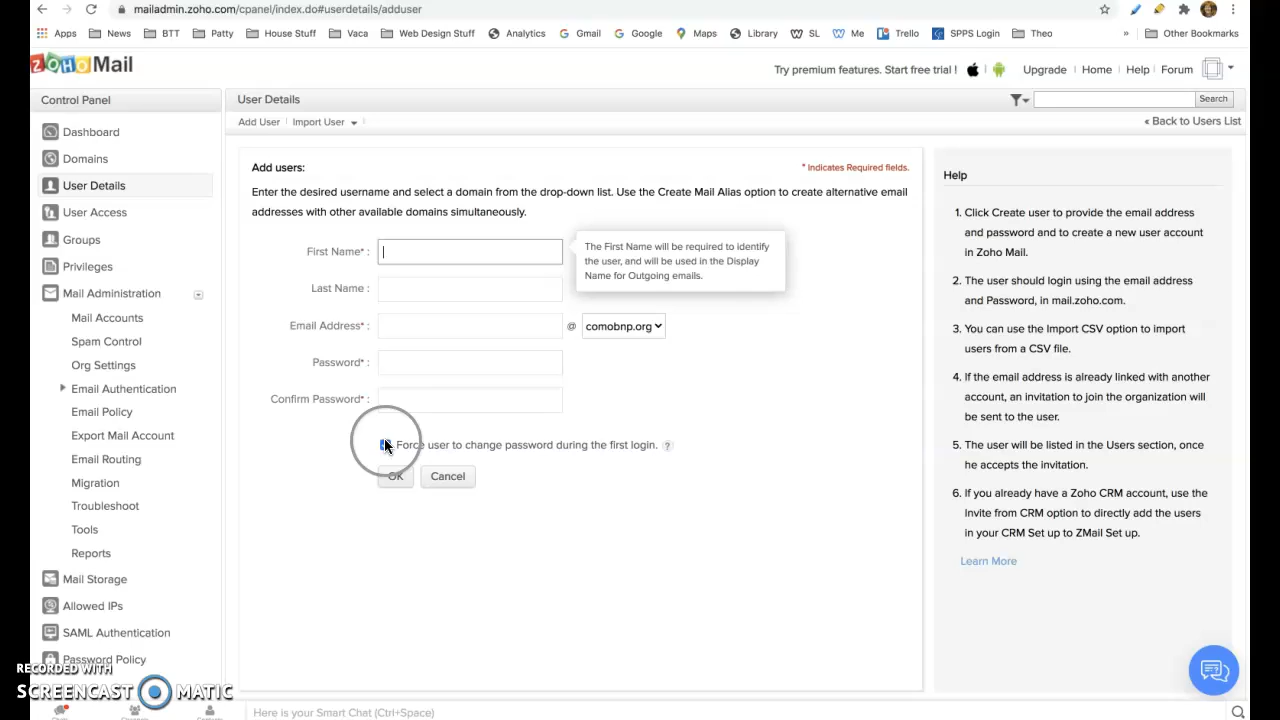 mailadmin.zoho.com/cpanel/index.do#userdetails/adduser
Apps News BTT Patty House Stuff Vaca Web Design Stuff Analytics Gmail Google Maps Library SL Me Trello SPPS Login Theo » Other Bookmarks
ZOHO Mail
Try premium features. Start free trial ! Upgrade Home Help Forum
Control Panel
Dashboard
Domains
User Details
User Access
Groups
Privileges
Mail Administration
Mail Accounts
Spam Control
Org Settings
Email Authentication
Email Policy
Export Mail Account
Email Routing
Migration
Troubleshoot
Tools
Reports
Mail Storage
Allowed IPs
SAML Authentication
Password Policy
User Details
Search
Add User Import User
« Back to Users List
Add users:
* Indicates Required fields.
Enter the desired username and select a domain from the drop-down list. Use the Create Mail Alias option to create alternative email
addresses with other available domains simultaneously.
First Name* :
The First Name will be required to identify
the user, and will be used in the Display
Name for Outgoing emails.
Last Name :
Email Address* : @ comobnp.org
Password* :
Confirm Password* :
Force user to change password during the first login. ?
OK Cancel
Help
1. Click Create user to provide the email address
and password and to create a new user account
in Zoho Mail.
2. The user should login using the email address
and Password, in mail.zoho.com.
3. You can use the Import CSV option to import
users from a CSV file.
4. If the email address is already linked with another
account, an invitation to join the organization will
be sent to the user.
5. The user will be listed in the Users section, once
he accepts the invitation.
6. If you already have a Zoho CRM account, use the
Invite from CRM option to directly add the users
in your CRM Set up to ZMail Set up.
Learn More
RECORDED WITH
SCREENCAST MATIC
Here is your Smart Chat (Ctrl+Space)